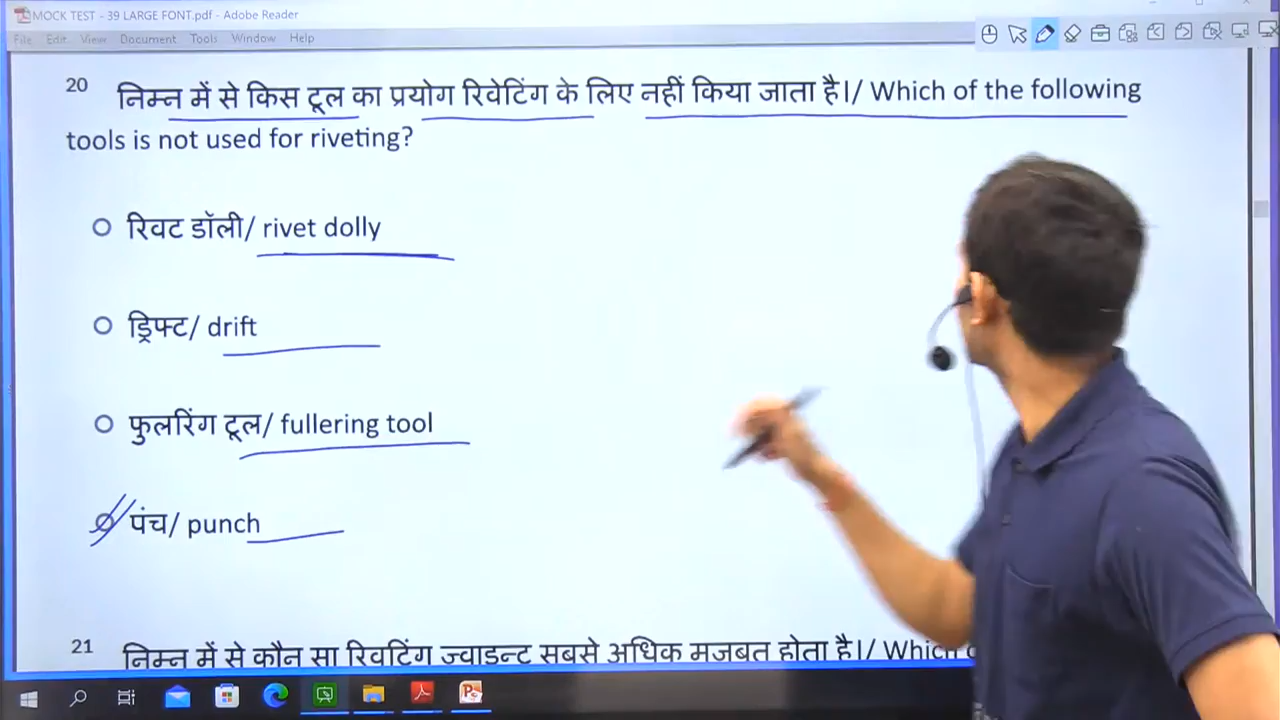 MOCK TEST - 39 LARGE FONT.pdf - Adobe Reader
File Edit View Document Tools Window Help
20 निम्न में से किस टूल का प्रयोग रिवेटिंग के लिए नहीं किया जाता है।/ Which of the following
tools is not used for riveting?
रिवट डॉली/ rivet dolly
ड्रिफ्ट/ drift
फुलरिंग टूल/ fullering tool
पंच/ punch
21 निम्न में से कौन सा रिवटिंग ज्वाइन्ट सबसे अधिक मजबत होता है।/ Which